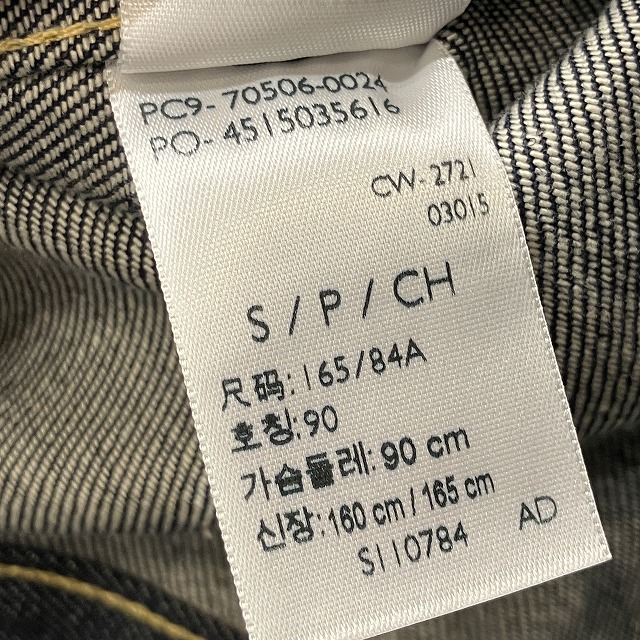 PC9-70506-0024
PO-4515035616
CW-2721
03015
S / P / CH
尺码:165/84A
호칭:90
가슴둘레: 90 cm
신장:160 cm / 165 cm
S110784 AD